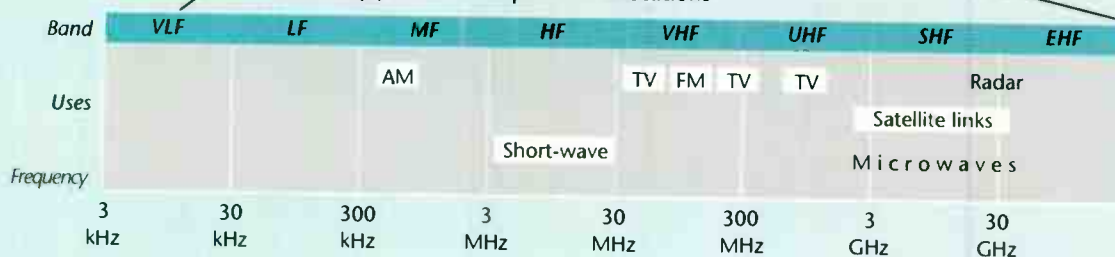 Band VLF LF MF HF VHF UHF SHF EHF
AM TV FM TV TV Radar
Uses
Satellite links
Short-wave
Microwaves
Frequency
3 30 300 3 30 300 3 30
kHz kHz kHz MHz MHz MHz GHz GHz